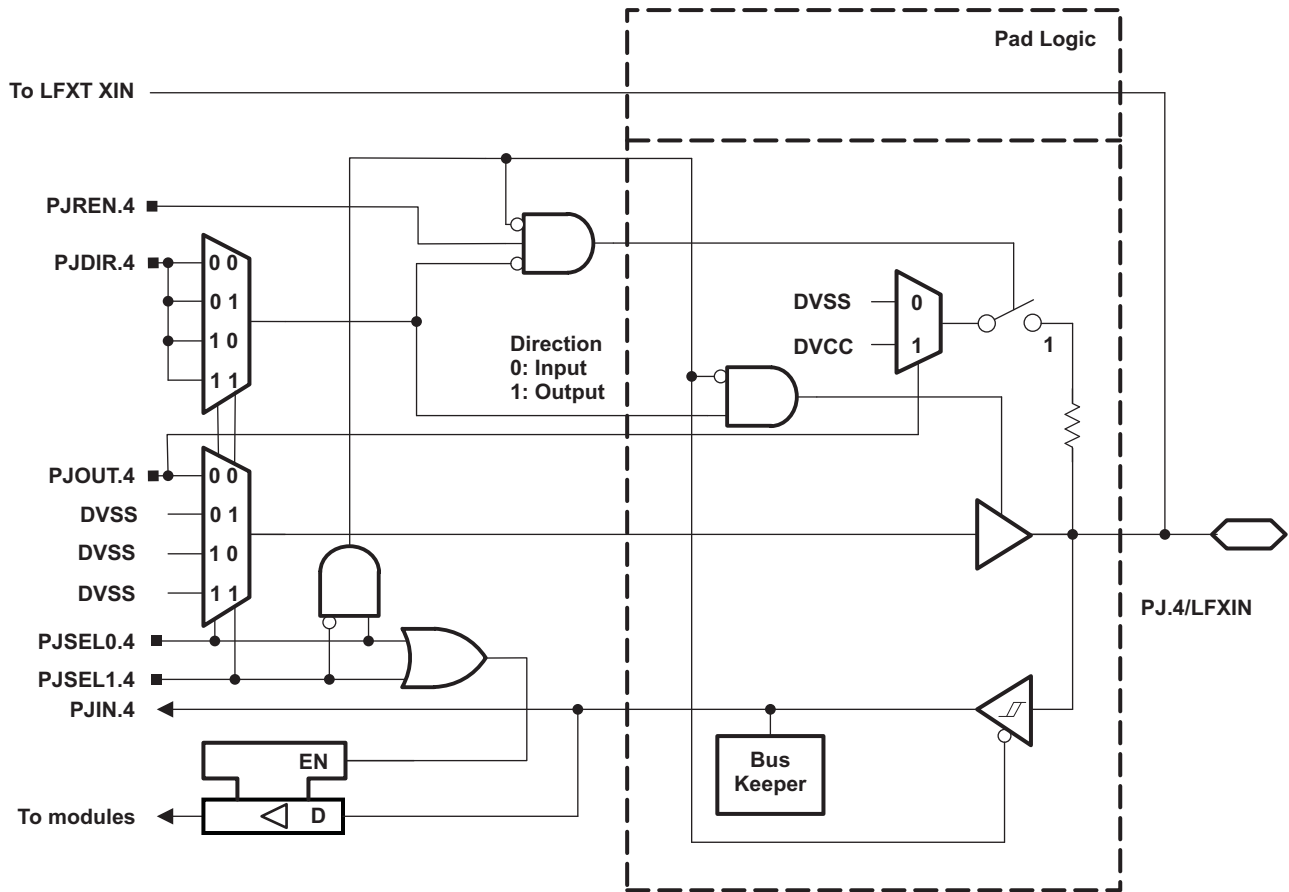 Pad Logic
To LFXT XIN
PJREN.4
PJDIR.4
0 0
0 1
1 0
1 1
Direction
0: Input
1: Output
DVSS
0
DVCC
1
1
PJOUT.4
0 0
DVSS
0 1
DVSS
1 0
DVSS
1 1
PJ.4/LFXIN
PJSEL0.4
PJSEL1.4
PJIN.4
EN
Bus
Keeper
To modules
D